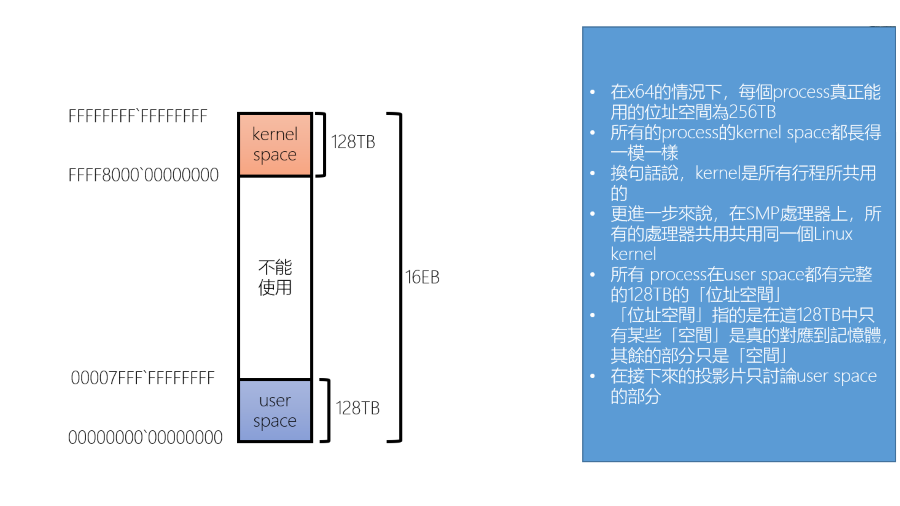 FFFFFFFF`FFFFFFFF
kernel
space
128TB
FFFF8000`00000000
不能
使用
16EB
00007FFF`FFFFFFFF
user
space
128TB
00000000`00000000
• 在x64的情況下，每個process真正能
用的位址空間為256TB
• 所有的process的kernel space都長得
一模一樣
• 換句話說，kernel是所有行程所共用
的
• 更進一步來說，在SMP處理器上，所
有的處理器共用共用同一個Linux
kernel
• 所有 process在user space都有完整
的128TB的「位址空間」
• 「位址空間」指的是在這128TB中只
有某些「空間」是真的對應到記憶體，
其餘的部分只是「空間」
• 在接下來的投影片只討論user space
的部分